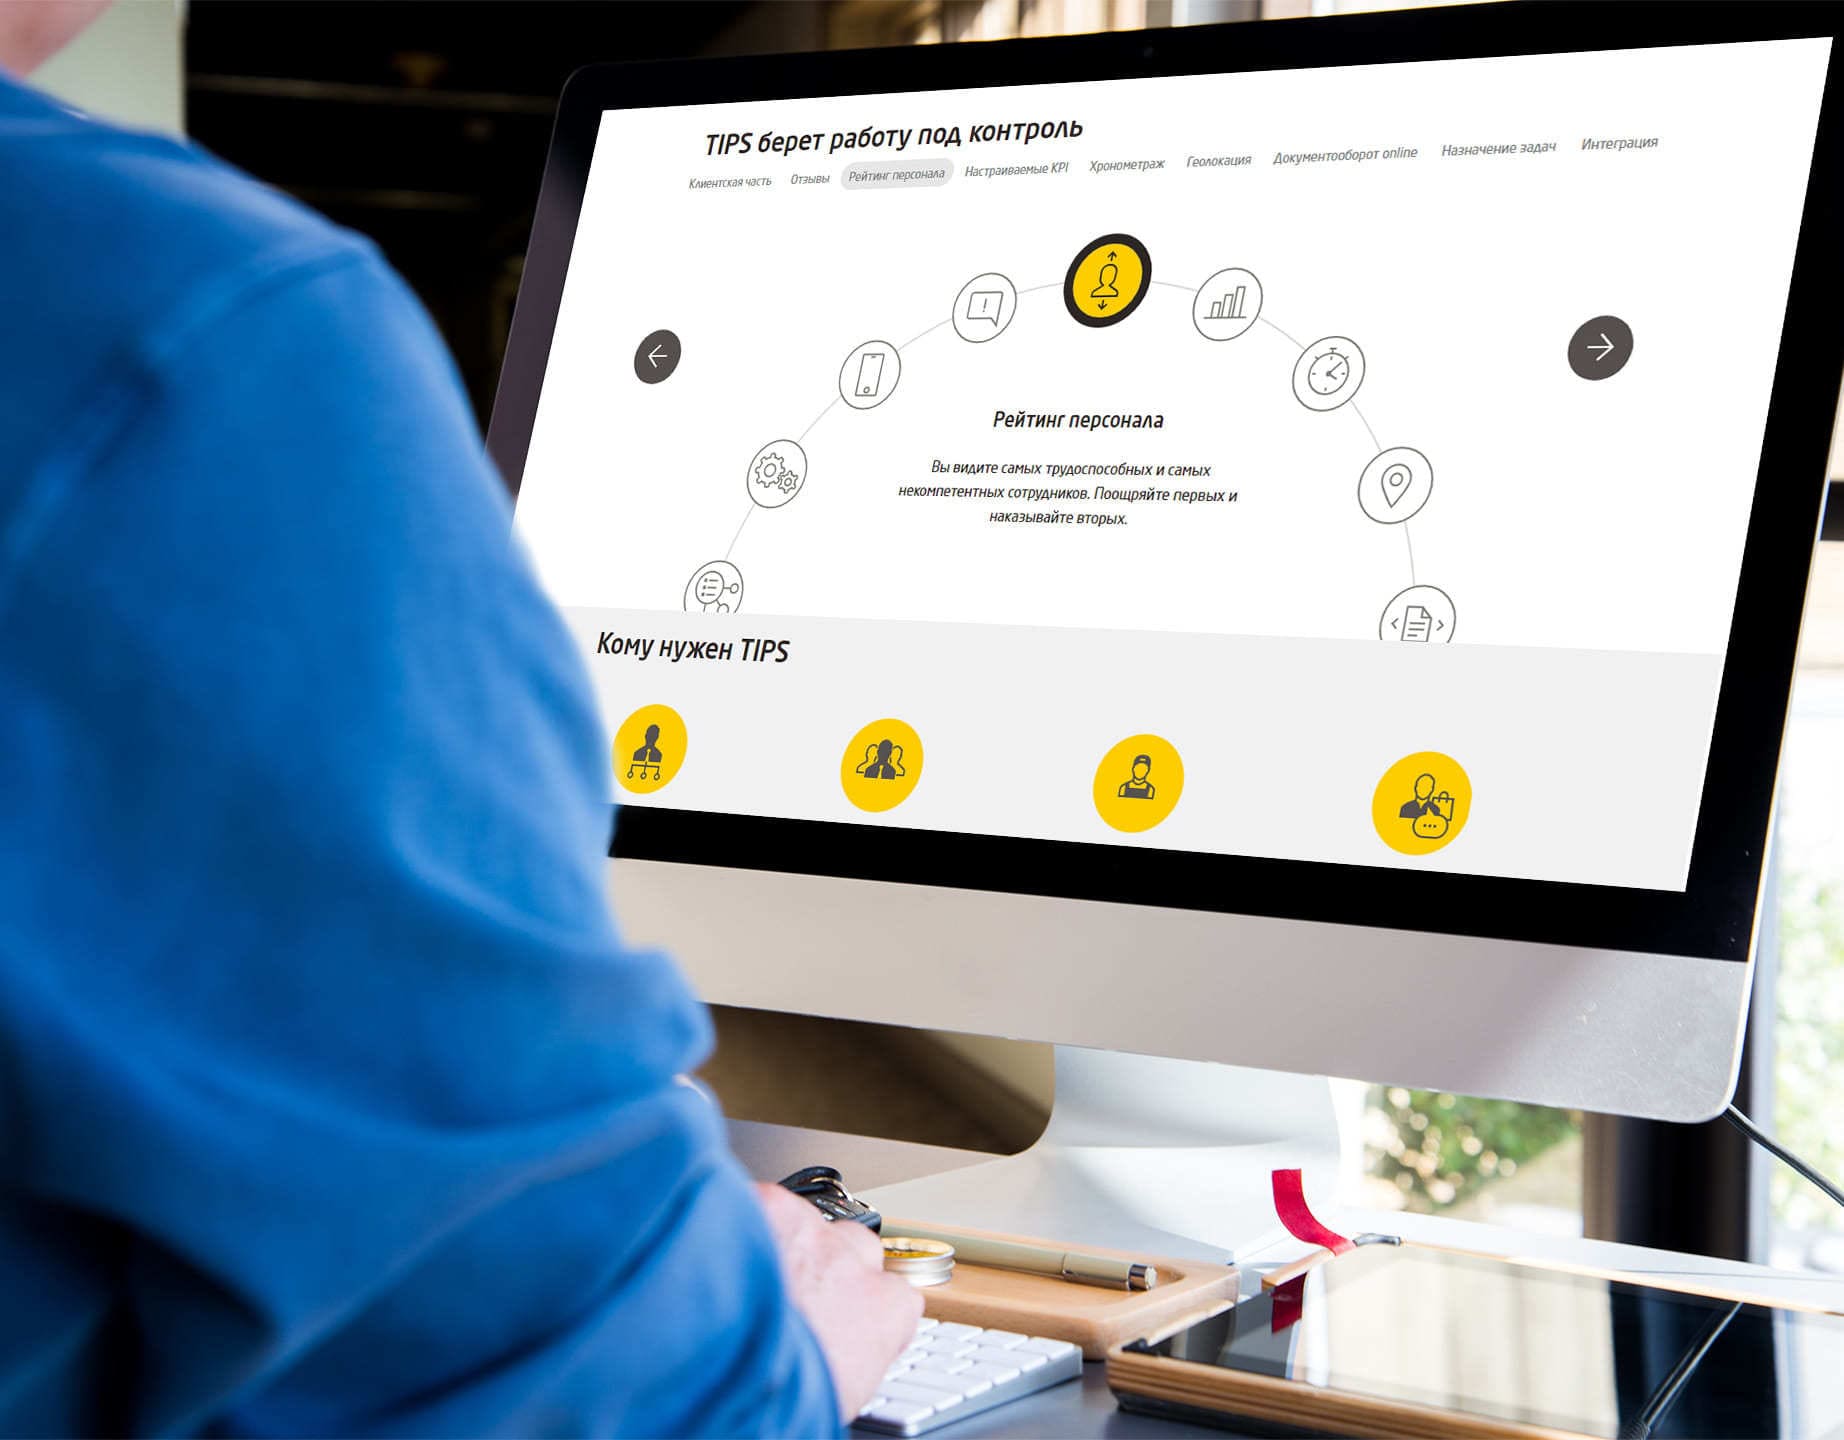 TIPS берет работу под контроль
Клиентская часть Отзывы Рейтинг персонала Настраиваемые KPI Хронометраж Геолокация Документооборот online Назначение задач Интеграция
Рейтинг персонала
Вы видите самых трудоспособных и самых
некомпетентных сотрудников. Поощряйте первых и
наказывайте вторых.
Кому нужен TIPS